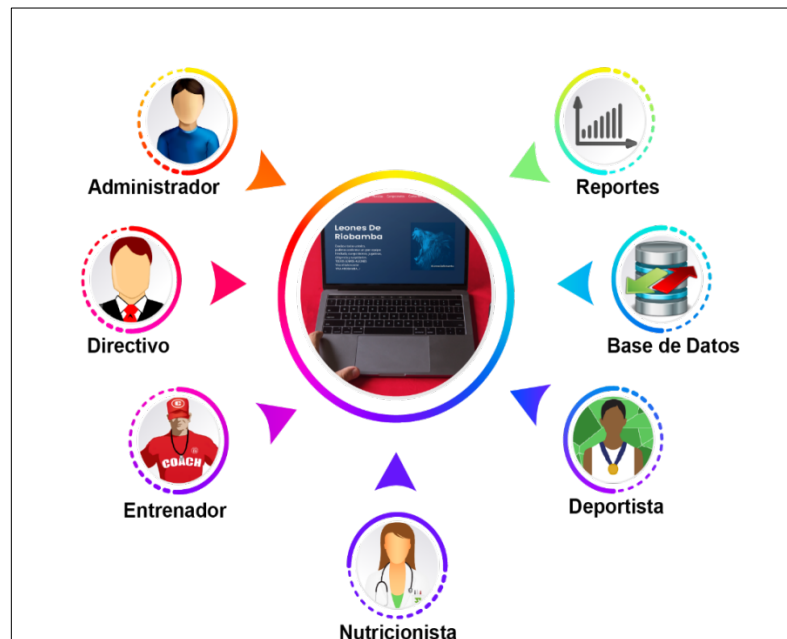 Administrador
Reportes
Leones De
Riobamba
Directivo
Base de Datos
COACH
Entrenador
Deportista
Nutricionista